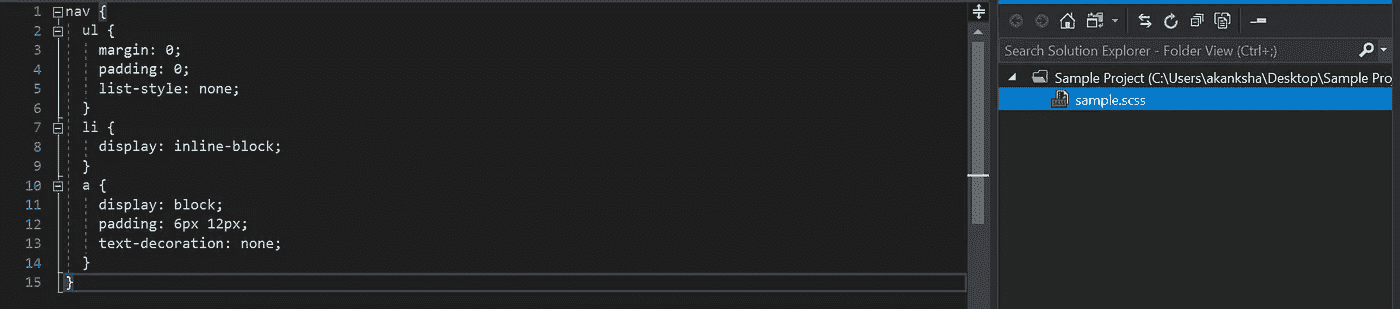 1 nav {
2 ul {
3 margin: 0;
4 padding: 0;
5 list-style: none;
6 }
7 li {
8 display: inline-block;
9 }
10 a {
11 display: block;
12 padding: 6px 12px;
13 text-decoration: none;
14 }
15 }
Search Solution Explorer - Folder View (Ctrl+;)
Sample Project (C:\Users\akanksha\Desktop\Sample Pro
sample.scss